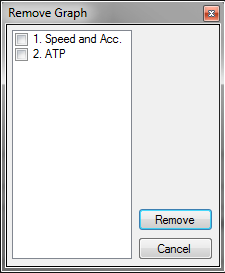 Remove Graph
1. Speed and Acc.
2. ATP
Remove
Cancel